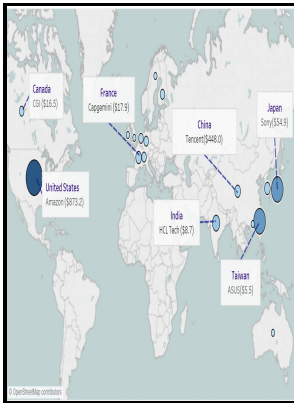 Canada
CGI ($16.5)
France
Capgemini ($17.9)
Japan
Sony($54.9)
China
Tencent($448.0)
United States
Amazon ($873.2)
India
HCL Tech ($8.7)
Taiwan
ASUS($5.5)
© OpenStreetMap contributors